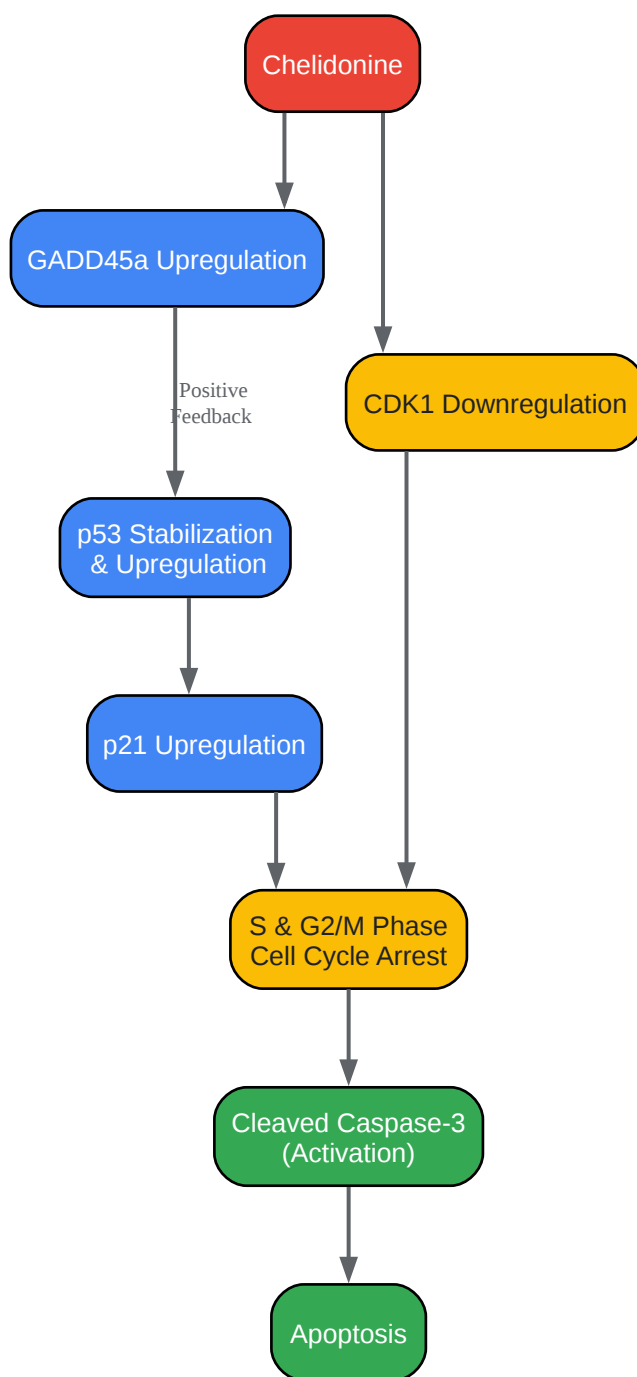 Chelidonine
GADD45a Upregulation
Positive
Feedback
CDK1 Downregulation
p53 Stabilization
& Upregulation
p21 Upregulation
S & G2/M Phase
Cell Cycle Arrest
Cleaved Caspase-3
(Activation)
Apoptosis